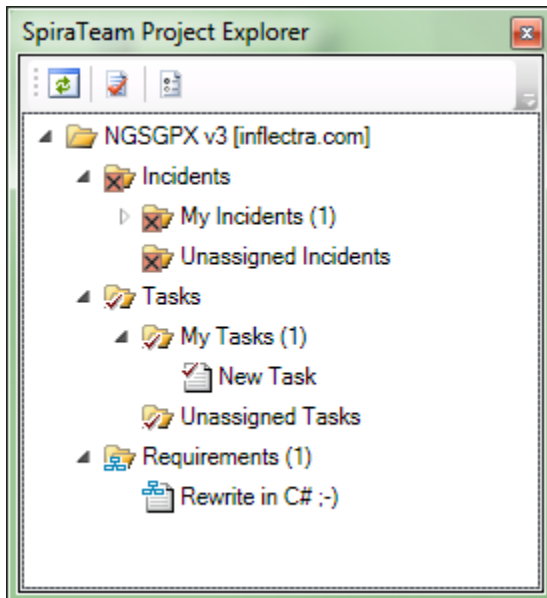 SpiraTeam Project Explorer
NGSGPX v3 [inflectra.com]
Incidents
My Incidents (1)
Unassigned Incidents
Tasks
My Tasks (1)
New Task
Unassigned Tasks
Requirements (1)
Rewrite in C# ;-)